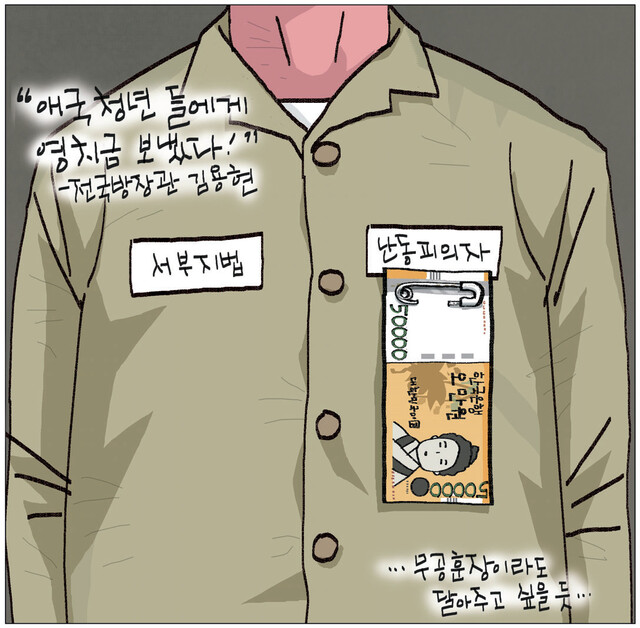 “애국청년 들에게
영치금 보냈다!”
-전국방장관 김용현
서부지법
난동피의자
50000
한국은행
오만원
50000
…무공훈장이라도
달아주고 싶을 듯…